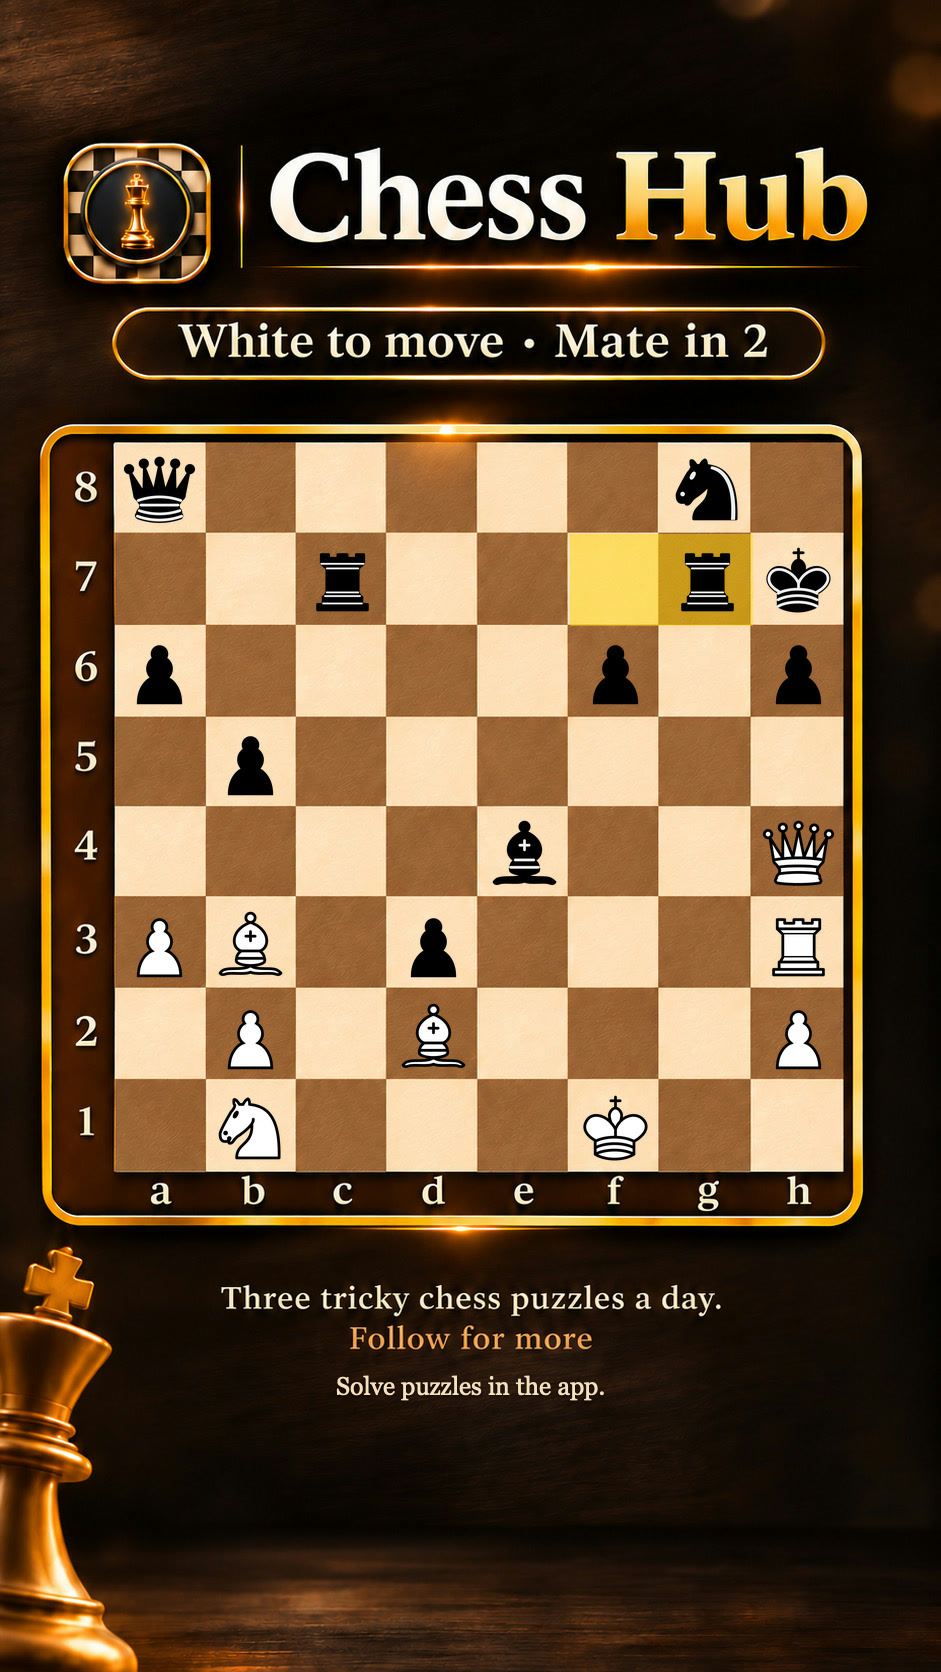 Chess Hub
White to move · Mate in 2
8
7
6
5
4
3
2
1
a b c d e f g h
Three tricky chess puzzles a day.
Follow for more
Solve puzzles in the app.